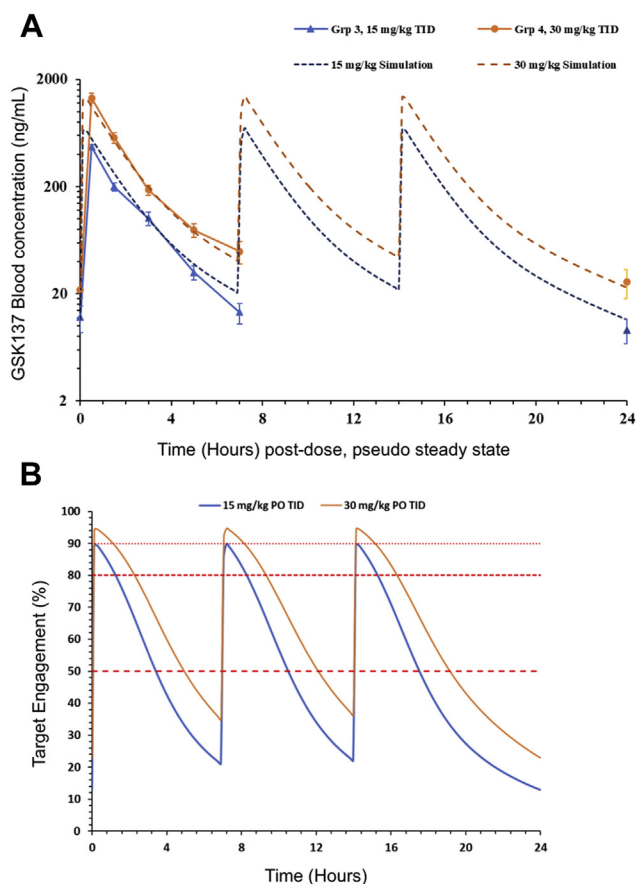 A
Grp 3, 15 mg/kg TID
Grp 4, 30 mg/kg TID
15 mg/kg Simulation
30 mg/kg Simulation
GSK137 Blood concentration (ng/mL)
2000
200
20
2
0
4
8
12
16
20
24
Time (Hours) post-dose, pseudo steady state
B
15 mg/kg PO TID
30 mg/kg PO TID
Target Engagement (%)
100
90
80
70
60
50
40
30
20
10
0
0
4
8
12
16
20
24
Time (Hours)